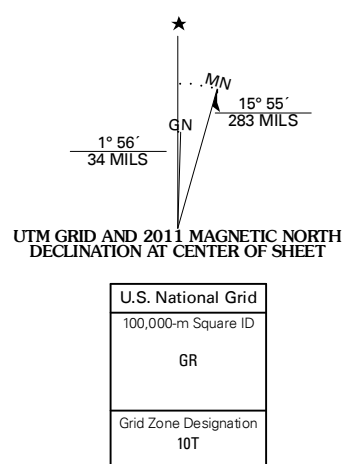 MN
GN
15° 55´
283 MILS
1° 56´
34 MILS
UTM GRID AND 2011 MAGNETIC NORTH
DECLINATION AT CENTER OF SHEET
U.S. National Grid
100,000-m Square ID
GR
Grid Zone Designation
10T